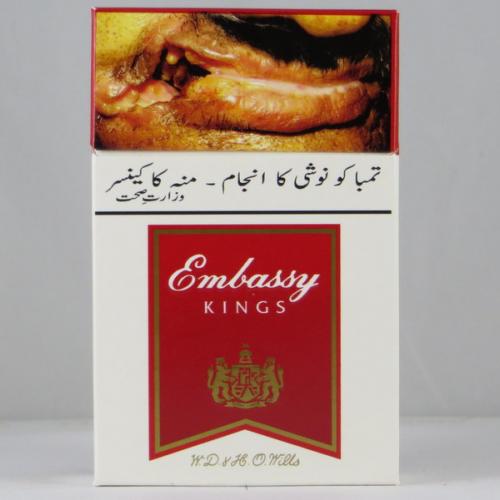 تمباکو نوشی کا انجام ۔ منہ کا کینسر
وزارتِ صحت
Embassy
KINGS
W.D. & H.O. Wills